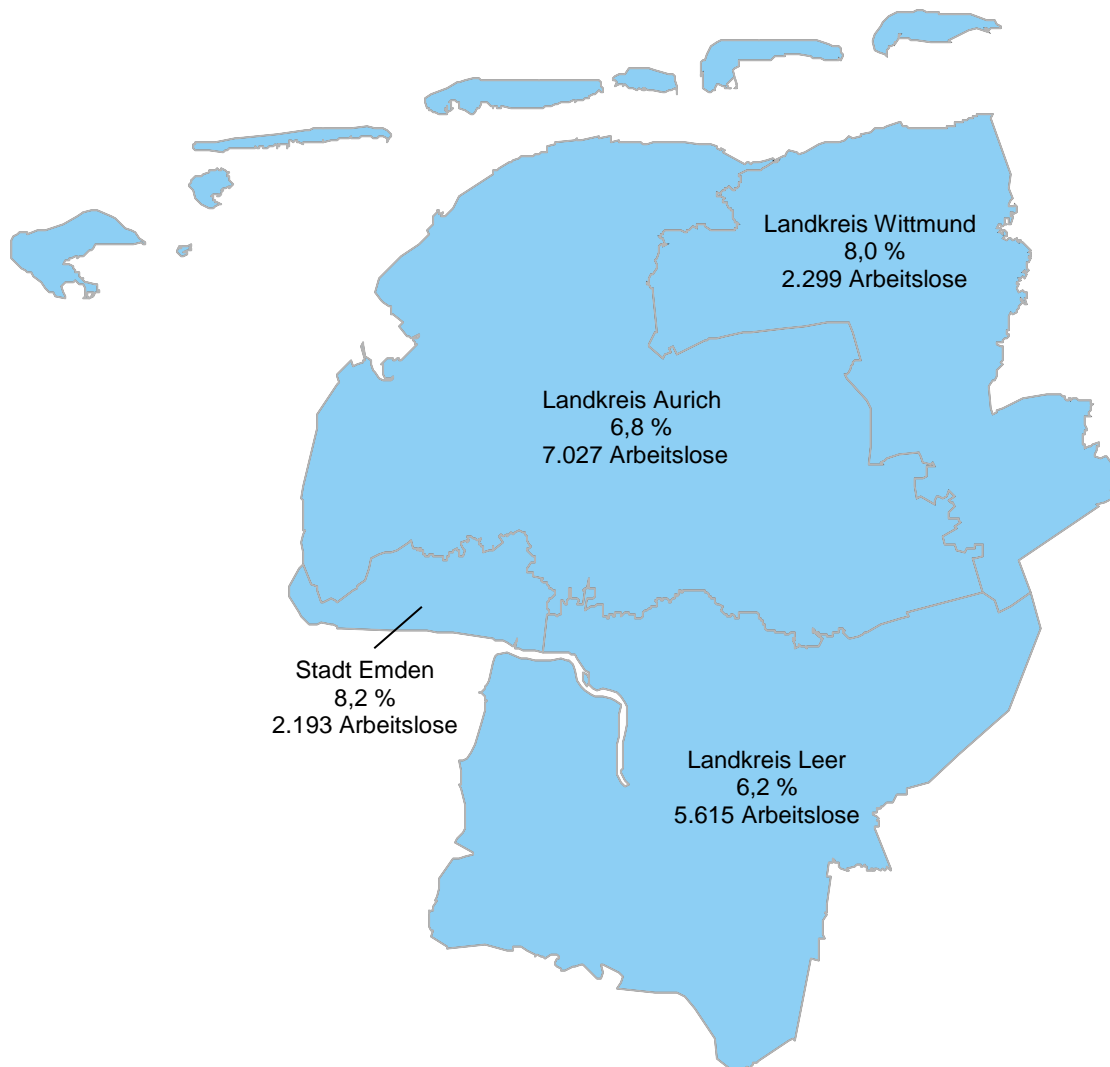 Landkreis Wittmund
8,0 %
2.299 Arbeitslose
Landkreis Aurich
6,8 %
7.027 Arbeitslose
Stadt Emden
8,2 %
2.193 Arbeitslose
Landkreis Leer
6,2 %
5.615 Arbeitslose